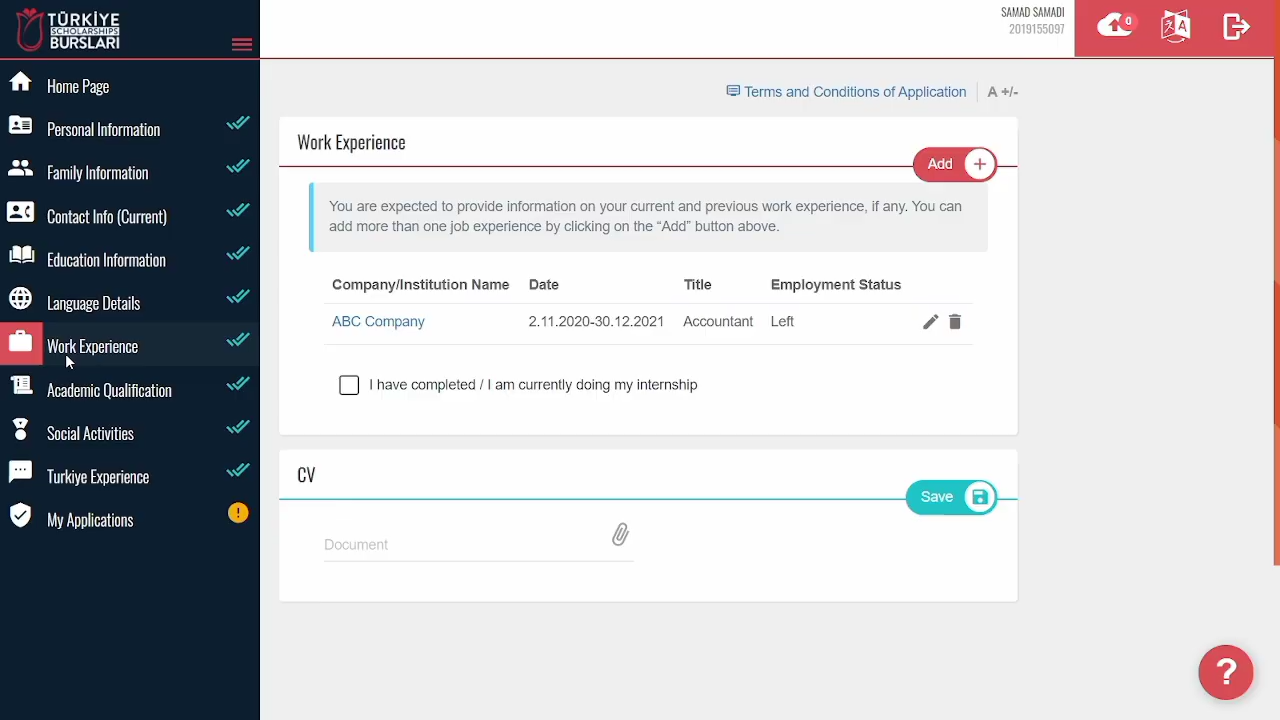 TÜRKİYE
SCHOLARSHIPS
BURSLARI
SAMAD SAMADI
2019155097
0
A
Home Page
Personal Information
Family Information
Contact Info (Current)
Education Information
Language Details
Work Experience
Academic Qualification
Social Activities
Turkiye Experience
My Applications
!
Terms and Conditions of Application
A +/-
Work Experience
Add +
You are expected to provide information on your current and previous work experience, if any. You can
add more than one job experience by clicking on the “Add” button above.
Company/Institution Name Date Title Employment Status
ABC Company 2.11.2020-30.12.2021 Accountant Left
I have completed / I am currently doing my internship
CV
Save
Document
?